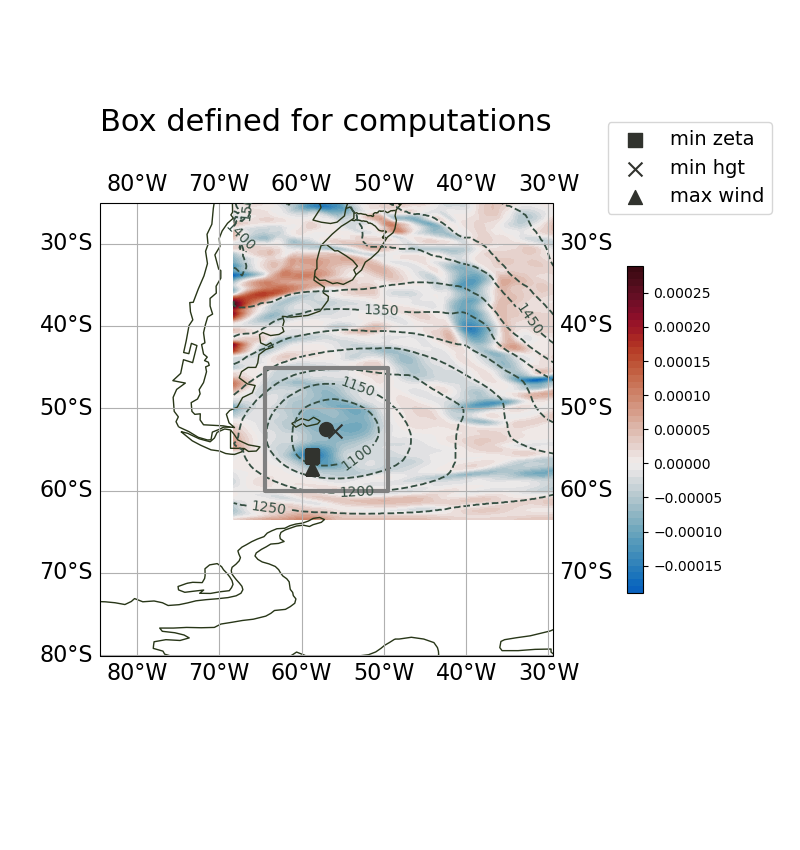 Box defined for computations
min zeta
min hgt
max wind
80°W 70°W 60°W 50°W 40°W 30°W
30°S 30°S
40°S 40°S
50°S 50°S
60°S 60°S
70°S 70°S
80°S
80°W 70°W 60°W 50°W 40°W 30°W
1350
1450
1150
1100
1200
1250
0.00025
0.00020
0.00015
0.00010
0.00005
0.00000
−0.00005
−0.00010
−0.00015